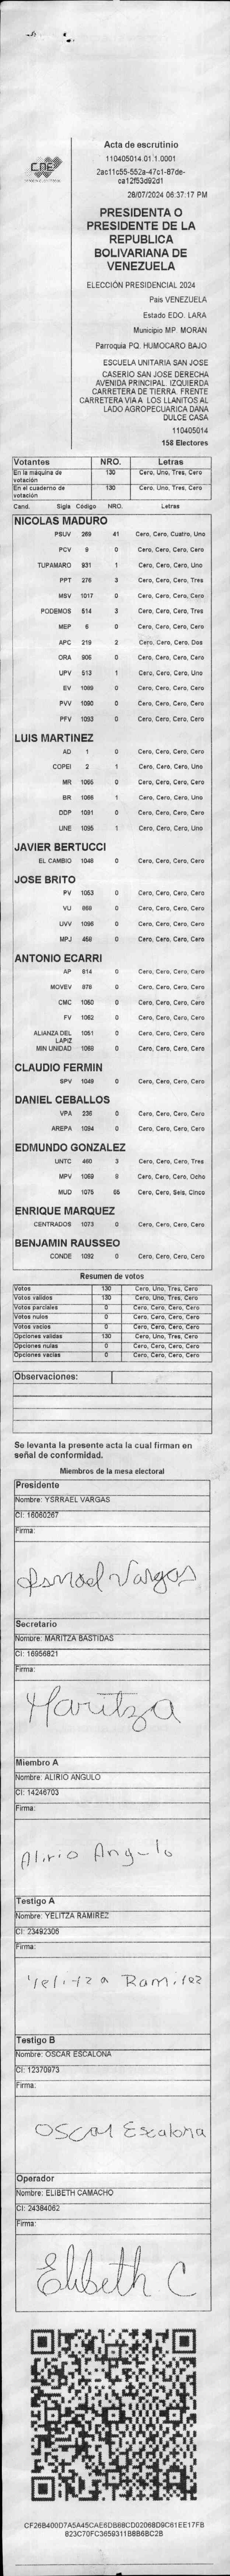 CNE
Acta de escrutinio
110405014.01.1.0001
2ac11c55-552a-47c1-87de-
ca12f53d92d1
28/07/2024 06:37:17 PM
PRESIDENTA O
PRESIDENTE DE LA
REPUBLICA
BOLIVARIANA DE
VENEZUELA
ELECCIÓN PRESIDENCIAL 2024
Pais VENEZUELA
Estado EDO. LARA
Municipio MP. MORAN
Parroquia PQ. HUMOCARO BAJO
ESCUELA UNITARIA SAN JOSE
CASERIO SAN JOSE DERECHA
AVENIDA PRINCIPAL. IZQUIERDA
CARRETERA DE TIERRA. FRENTE
CARRETERA VIA A LOS LLANITOS AL
LADO AGROPECUARICA DANA
DULCE CASA
110405014
158 Electores
Votantes NRO. Letras
En la maquina de votación 130 Cero, Uno, Tres, Cero
En el cuaderno de votación 130 Cero, Uno, Tres, Cero
Cand. Sigla Código NRO. Letras
NICOLAS MADURO
PSUV 269 41 Cero, Cero, Cuatro, Uno
PCV 9 0 Cero, Cero, Cero, Cero
TUPAMARO 931 1 Cero, Cero, Cero, Uno
PPT 276 3 Cero, Cero, Cero, Tres
MSV 1017 0 Cero, Cero, Cero, Cero
PODEMOS 514 3 Cero, Cero, Cero, Tres
MEP 6 0 Cero, Cero, Cero, Cero
APC 219 2 Cero, Cero, Cero, Dos
ORA 906 0 Cero, Cero, Cero, Cero
UPV 513 1 Cero, Cero, Cero, Uno
EV 1089 0 Cero, Cero, Cero, Cero
PVV 1090 0 Cero, Cero, Cero, Cero
PFV 1093 0 Cero, Cero, Cero, Cero
LUIS MARTINEZ
AD 1 0 Cero, Cero, Cero, Cero
COPEI 2 1 Cero, Cero, Cero, Uno
MR 1065 0 Cero, Cero, Cero, Cero
BR 1066 1 Cero, Cero, Cero, Uno
DDP 1091 0 Cero, Cero, Cero, Cero
UNE 1095 1 Cero, Cero, Cero, Uno
JAVIER BERTUCCI
EL CAMBIO 1048 0 Cero, Cero, Cero, Cero
JOSE BRITO
PV 1053 0 Cero, Cero, Cero, Cero
VU 868 0 Cero, Cero, Cero, Cero
UVV 1096 0 Cero, Cero, Cero, Cero
MPJ 458 0 Cero, Cero, Cero, Cero
ANTONIO ECARRI
AP 814 0 Cero, Cero, Cero, Cero
MOVEV 978 0 Cero, Cero, Cero, Cero
CMC 1050 0 Cero, Cero, Cero, Cero
FV 1062 0 Cero, Cero, Cero, Cero
ALIANZA DEL LAPIZ 1051 0 Cero, Cero, Cero, Cero
MIN UNIDAD 1068 0 Cero, Cero, Cero, Cero
CLAUDIO FERMIN
SPV 1049 0 Cero, Cero, Cero, Cero
DANIEL CEBALLOS
VPA 236 0 Cero, Cero, Cero, Cero
AREPA 1094 0 Cero, Cero, Cero, Cero
EDMUNDO GONZALEZ
UNTC 460 3 Cero, Cero, Cero, Tres
MPV 1069 8 Cero, Cero, Cero, Ocho
MUD 1075 65 Cero, Cero, Seis, Cinco
ENRIQUE MARQUEZ
CENTRADOS 1073 0 Cero, Cero, Cero, Cero
BENJAMIN RAUSSEO
CONDE 1092 0 Cero, Cero, Cero, Cero
Resumen de votos
Votos 130 Cero, Uno, Tres, Cero
Votos validos 130 Cero, Uno, Tres, Cero
Votos parciales 0 Cero, Cero, Cero, Cero
Votos nulos 0 Cero, Cero, Cero, Cero
Votos vacios 0 Cero, Cero, Cero, Cero
Opciones validas 130 Cero, Uno, Tres, Cero
Opciones nulas 0 Cero, Cero, Cero, Cero
Opciones vacias 0 Cero, Cero, Cero, Cero
Observaciones:
Se levanta la presente acta la cual firman en
señal de conformidad.
Miembros de la mesa electoral
Presidente
Nombre: YSRRAEL VARGAS
CI: 16060267
Firma:
Vargas
Secretario
Nombre: MARITZA BASTIDAS
CI: 16956821
Firma:
Maritza
Miembro A
Nombre: ALIRIO ANGULO
CI: 14246703
Firma:
Alirio Angulo
Testigo A
Nombre: YELITZA RAMIREZ
CI: 23492306
Firma:
Yelitza Ramirez
Testigo B
Nombre: OSCAR ESCALONA
CI: 12370973
Firma:
Oscar Escalona
Operador
Nombre: ELIBETH CAMACHO
CI: 24384062
Firma:
Elibeth C
CF26B400D7A5A45CAE6DB88CD02068D9C61EE17FB
823C70FC3659311B8B6BC2B